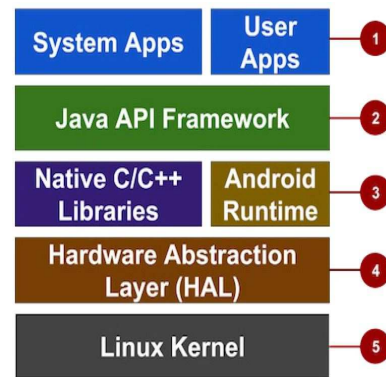 System Apps
User
Apps
1
Java API Framework
2
Native C/C++
Libraries
Android
Runtime
3
Hardware Abstraction
Layer (HAL)
4
Linux Kernel
5